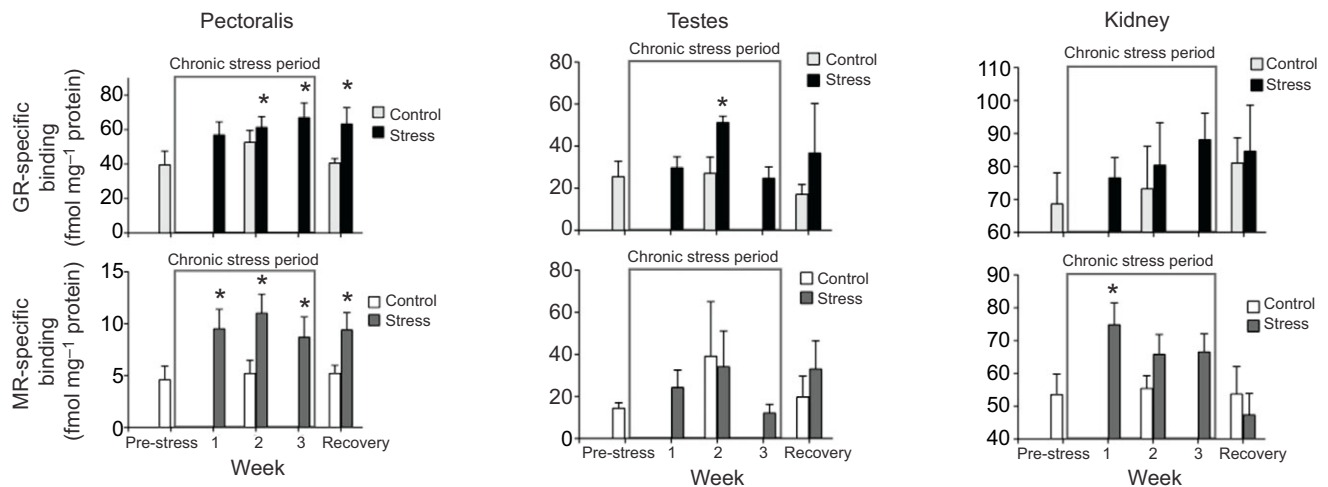 Pectoralis
Testes
Kidney
GR-specific
binding
(fmol mg⁻¹ protein)
Chronic stress period
80
60
40
20
0
*
*
*
Control
Stress
Chronic stress period
80
60
40
20
0
*
Control
Stress
Chronic stress period
110
100
90
80
70
60
Control
Stress
MR-specific
binding
(fmol mg⁻¹ protein)
Chronic stress period
15
10
5
0
*
*
*
*
Control
Stress
Pre-stress 1 2 3 Recovery
Week
Chronic stress period
80
60
40
20
0
Control
Stress
Pre-stress 1 2 3 Recovery
Week
Chronic stress period
90
80
70
60
50
40
*
Control
Stress
Pre-stress 1 2 3 Recovery
Week